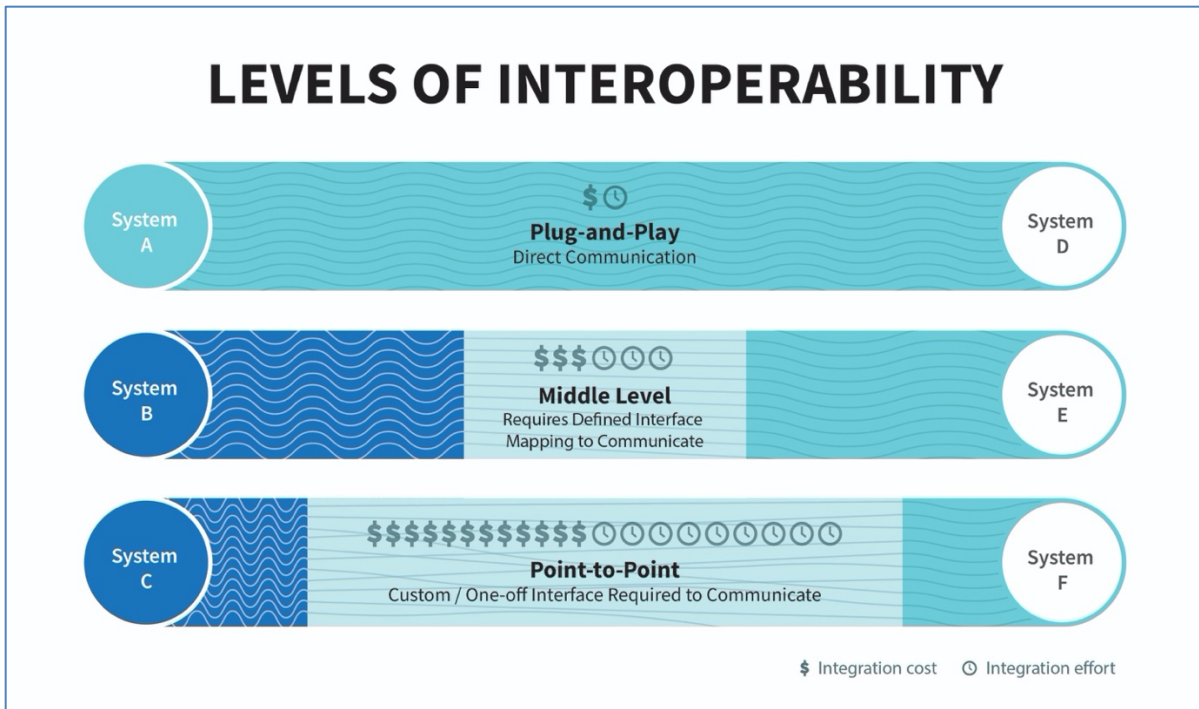 LEVELS OF INTEROPERABILITY
$
System
A
Plug-and-Play
Direct Communication
System
D
$$$
System
B
Middle Level
Requires Defined Interface
Mapping to Communicate
System
E
$$$$$$$$$$$$
System
C
Point-to-Point
Custom / One-off Interface Required to Communicate
System
F
$ Integration cost
Integration effort